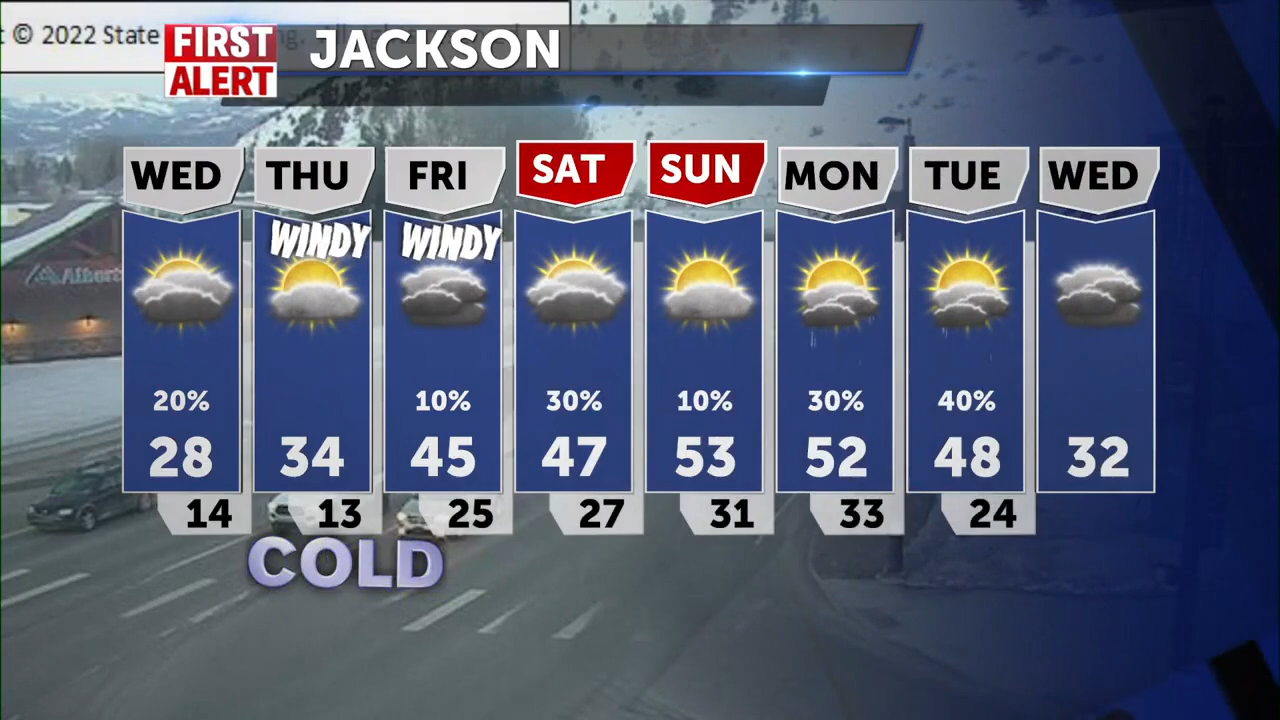 t © 2022 State
FIRST
ALERT
JACKSON
WED THU FRI SAT SUN MON TUE WED
WINDY WINDY
20% 10% 30% 10% 30% 40%
28 34 45 47 53 52 48 32
14 13 25 27 31 33 24
COLD